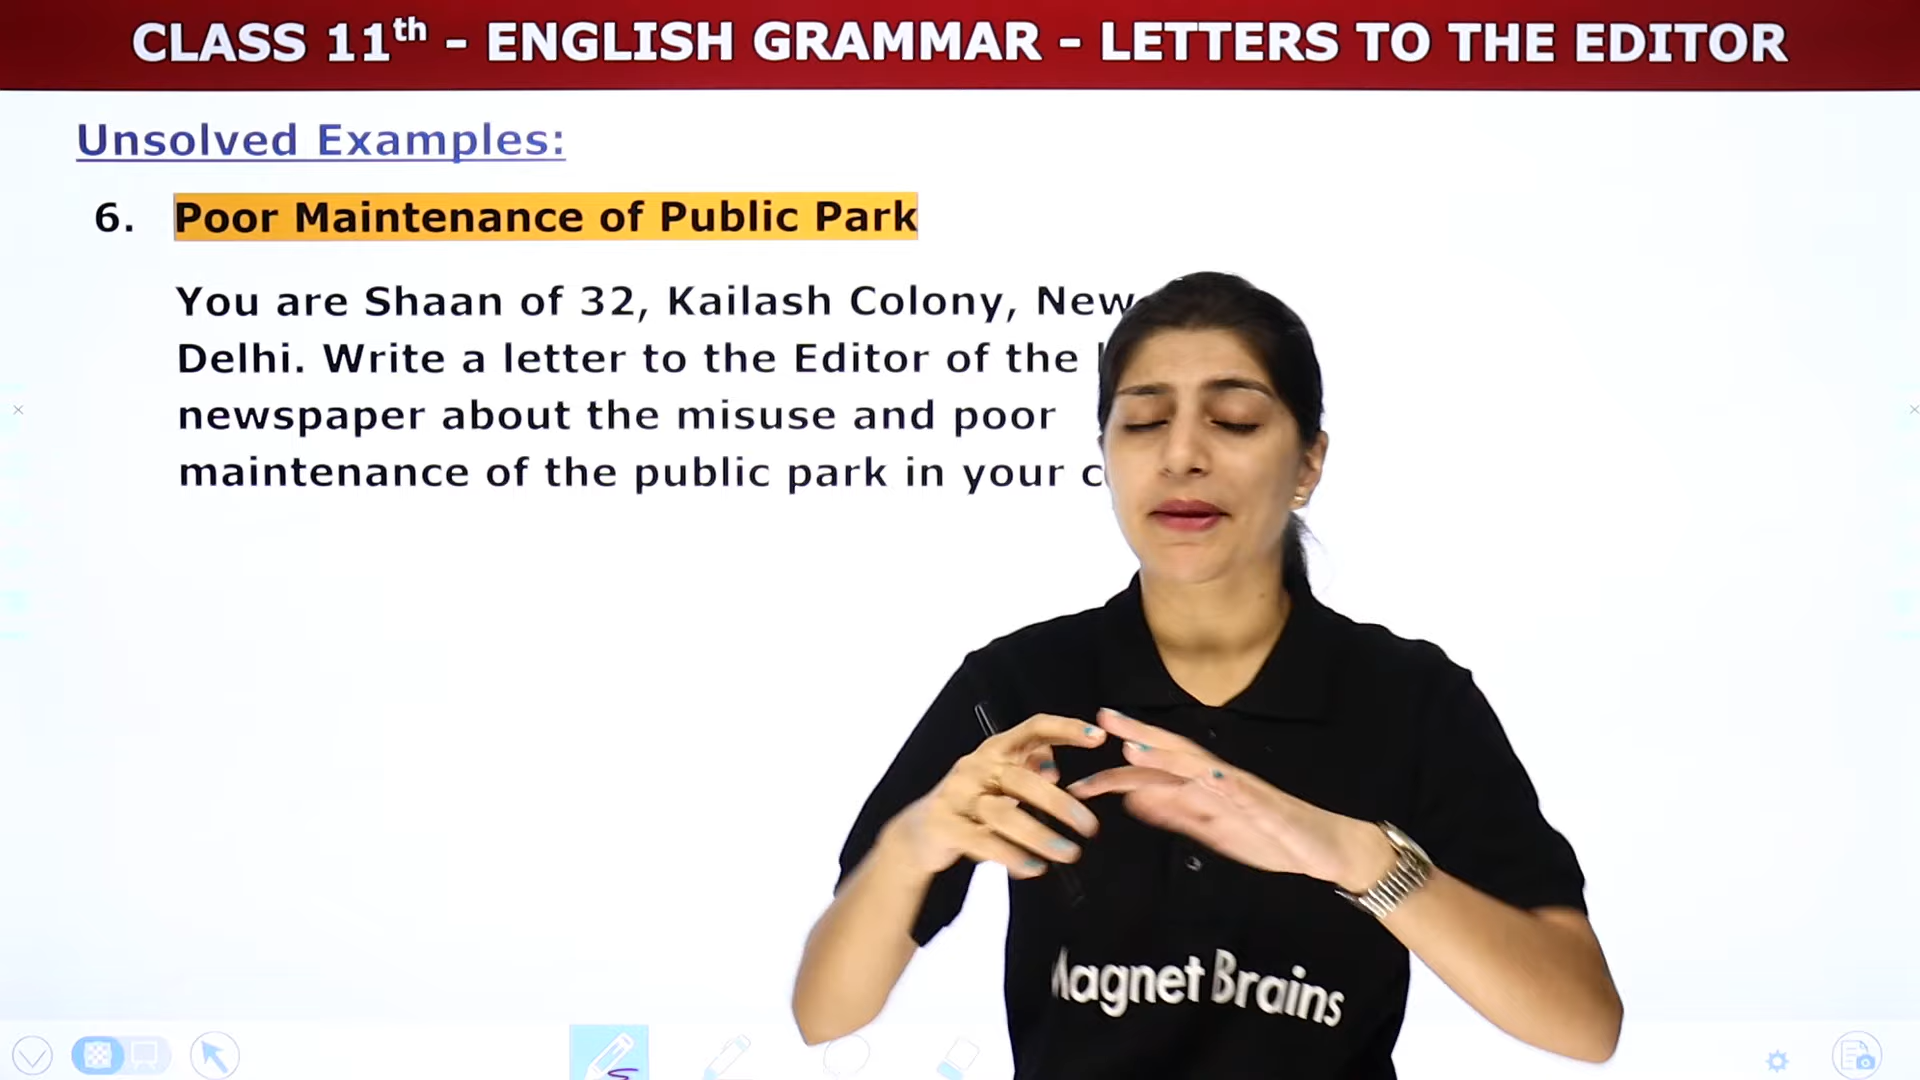 CLASS 11th - ENGLISH GRAMMAR - LETTERS TO THE EDITOR
Unsolved Examples:
6. Poor Maintenance of Public Park
You are Shaan of 32, Kailash Colony, New
Delhi. Write a letter to the Editor of the
newspaper about the misuse and poor
maintenance of the public park in your
Magnet Brains